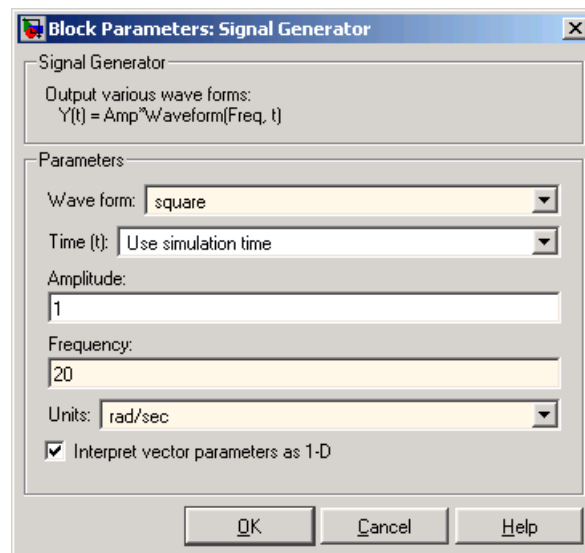 Block Parameters: Signal Generator
Signal Generator
Output various wave forms:
Y(t) = Amp*Waveform(Freq, t)
Parameters
Wave form: square
Time (t): Use simulation time
Amplitude:
1
Frequency:
20
Units: rad/sec
Interpret vector parameters as 1-D
OK Cancel Help